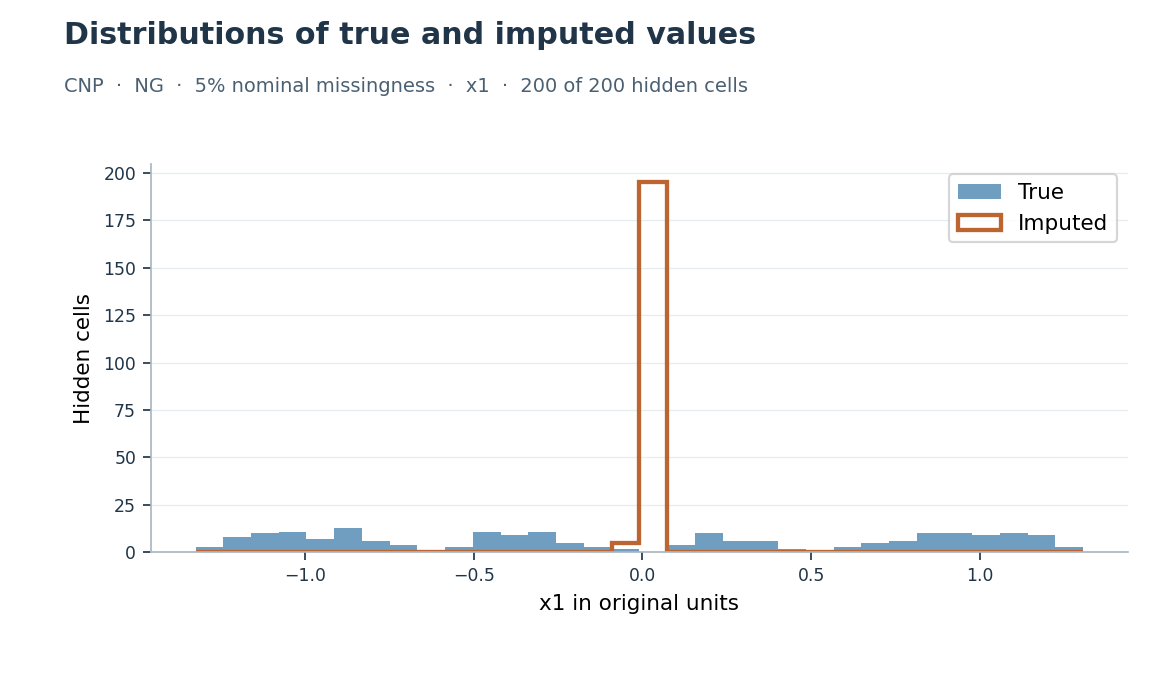 Distributions of true and imputed values
CNP · NG · 5% nominal missingness · x1 · 200 of 200 hidden cells
200
175
150
125
100
75
50
25
0
Hidden cells
True
Imputed
−1.0
−0.5
0.0
0.5
1.0
x1 in original units